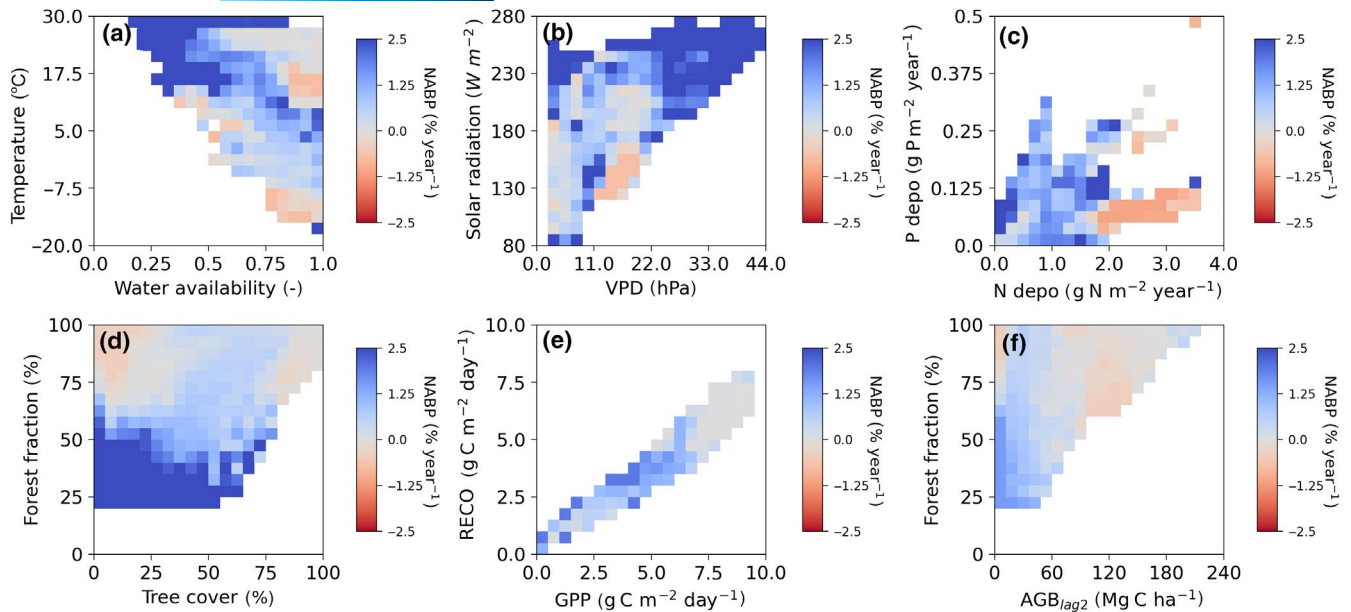 (a)
30.0
17.5
5.0
−7.5
−20.0
Temperature (°C)
0.0 0.25 0.5 0.75 1.0
Water availability (-)
2.5
1.25
0.0
−1.25
−2.5
NABP (% year⁻¹)
(b)
280
230
180
130
80
Solar radiation (W m⁻²)
0.0 11.0 22.0 33.0 44.0
VPD (hPa)
2.5
1.25
0.0
−1.25
−2.5
NABP (% year⁻¹)
(c)
0.5
0.375
0.25
0.125
0.0
P depo (g P m⁻² year⁻¹)
0.0 1.0 2.0 3.0 4.0
N depo (g N m⁻² year⁻¹)
2.5
1.25
0.0
−1.25
−2.5
NABP (% year⁻¹)
(d)
100
75
50
25
0
Forest fraction (%)
0 25 50 75 100
Tree cover (%)
2.5
1.25
0.0
−1.25
−2.5
NABP (% year⁻¹)
(e)
10.0
7.5
5.0
2.5
0.0
RECO (g C m⁻² day⁻¹)
0.0 2.5 5.0 7.5 10.0
GPP (g C m⁻² day⁻¹)
2.5
1.25
0.0
−1.25
−2.5
NABP (% year⁻¹)
(f)
100
75
50
25
0
Forest fraction (%)
0 60 120 180 240
AGB_lag2 (Mg C ha⁻¹)
2.5
1.25
0.0
−1.25
−2.5
NABP (% year⁻¹)